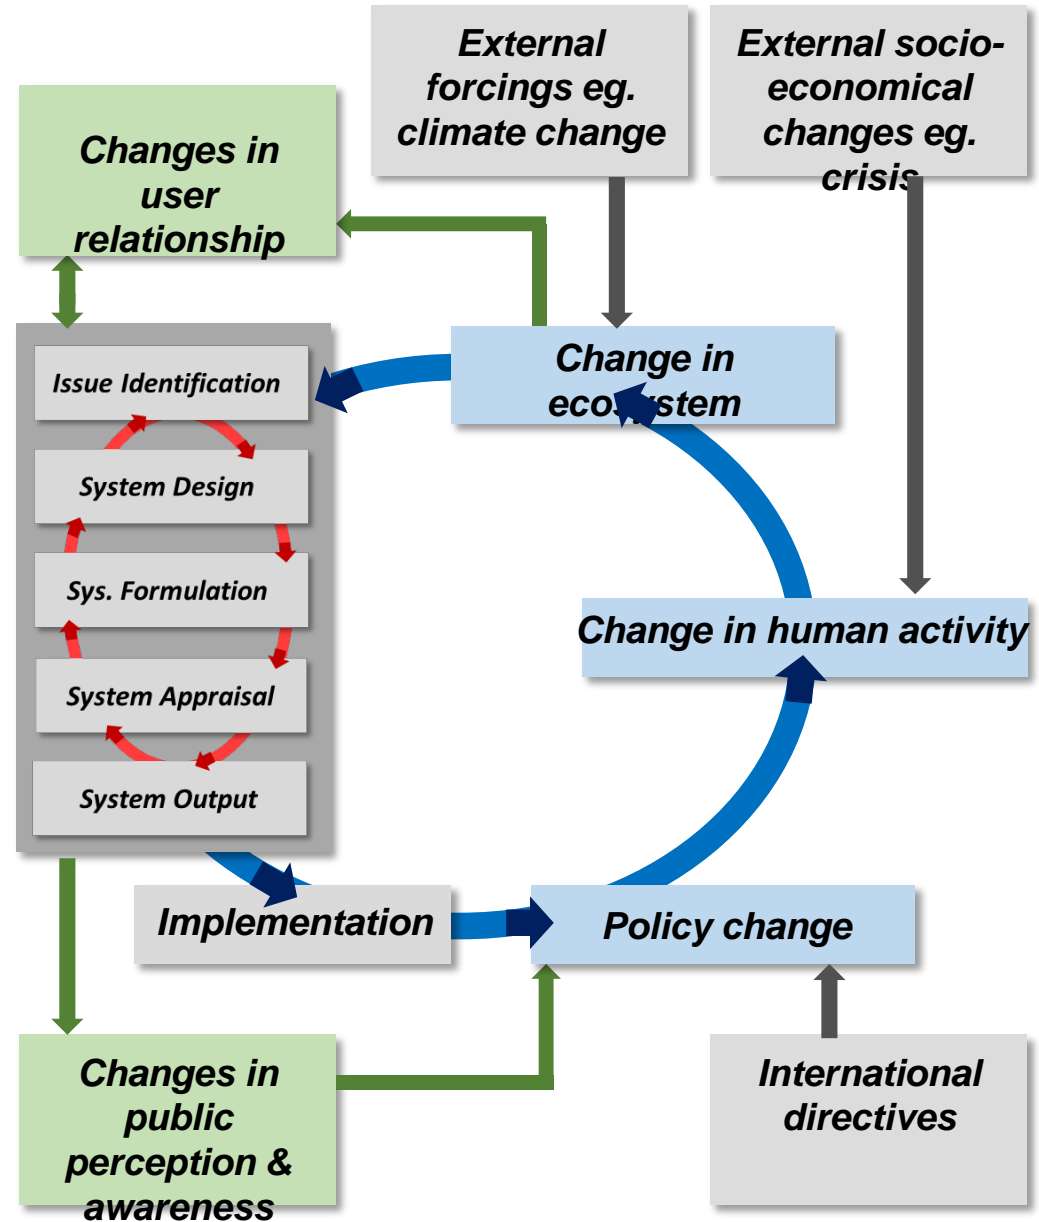 External
forcings eg.
climate change
External socio-
economical
changes eg.
crisis
Changes in
user
relationship
Change in
ecosystem
Issue Identification
System Design
Sys. Formulation
System Appraisal
System Output
Change in human activity
Implementation
Policy change
Changes in
public
perception &
awareness
International
directives